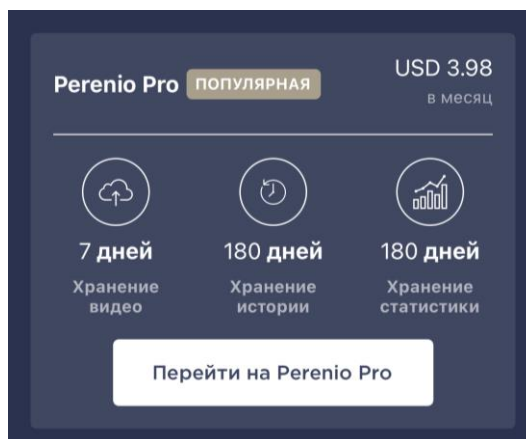 Perenio Pro ПОПУЛЯРНАЯ USD 3.98
в месяц
7 дней 180 дней 180 дней
Хранение видео
Хранение истории
Хранение статистики
Перейти на Perenio Pro